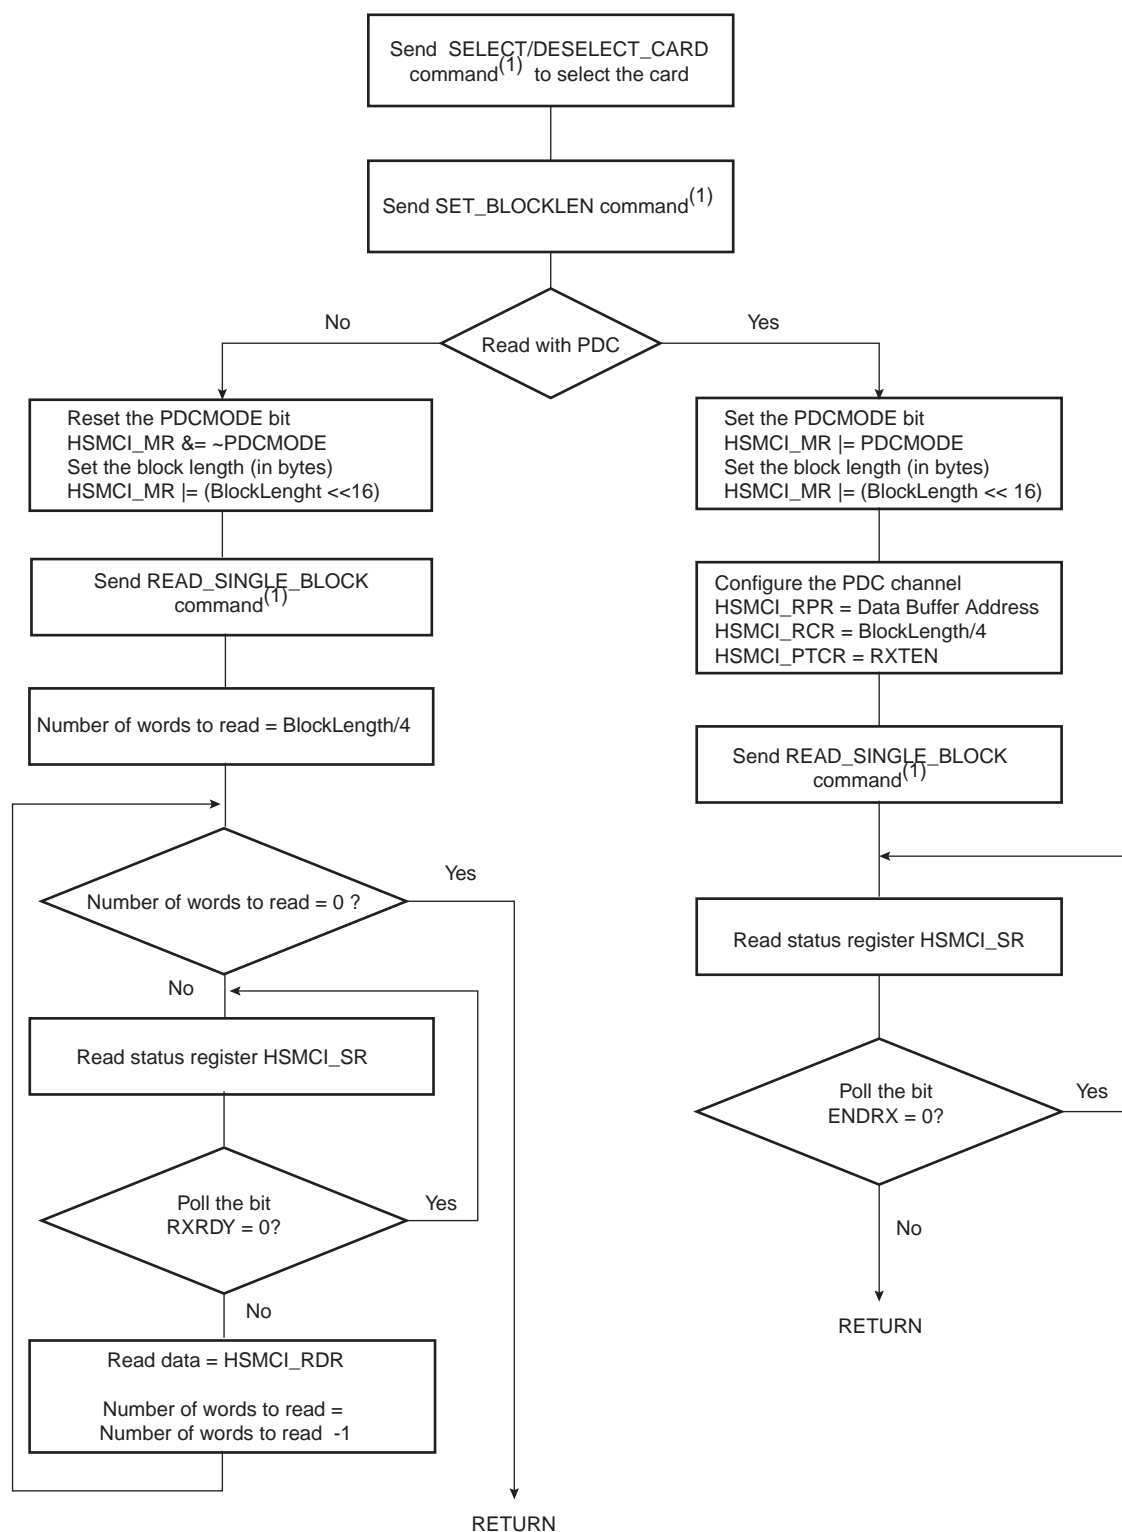 Send SELECT/DESELECT_CARD
command(1) to select the card
Send SET_BLOCKLEN command(1)
No
Yes
Read with PDC
Reset the PDCMODE bit
HSMCI_MR &= ~PDCMODE
Set the block length (in bytes)
HSMCI_MR |= (BlockLenght <<16)
Send READ_SINGLE_BLOCK
command(1)
Number of words to read = BlockLength/4
Number of words to read = 0 ?
Yes
No
Read status register HSMCI_SR
Poll the bit
RXRDY = 0?
Yes
No
Read data = HSMCI_RDR
Number of words to read =
Number of words to read -1
RETURN
Set the PDCMODE bit
HSMCI_MR |= PDCMODE
Set the block length (in bytes)
HSMCI_MR |= (BlockLength << 16)
Configure the PDC channel
HSMCI_RPR = Data Buffer Address
HSMCI_RCR = BlockLength/4
HSMCI_PTCR = RXTEN
Send READ_SINGLE_BLOCK
command(1)
Read status register HSMCI_SR
Poll the bit
ENDRX = 0?
Yes
No
RETURN